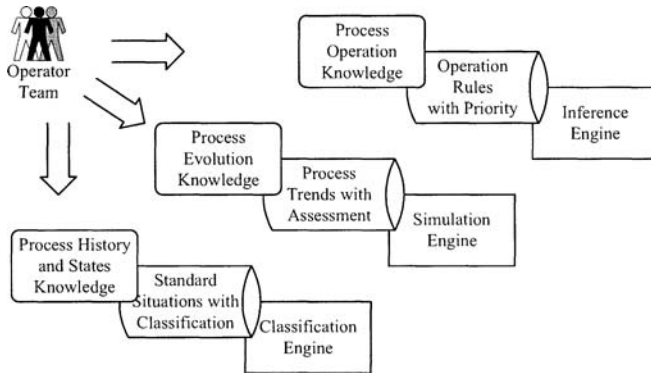 Operator
Team
Process
Operation
Knowledge
Operation
Rules
with Priority
Inference
Engine
Process
Evolution
Knowledge
Process
Trends with
Assessment
Simulation
Engine
Process History
and States
Knowledge
Standard
Situations with
Classification
Classification
Engine